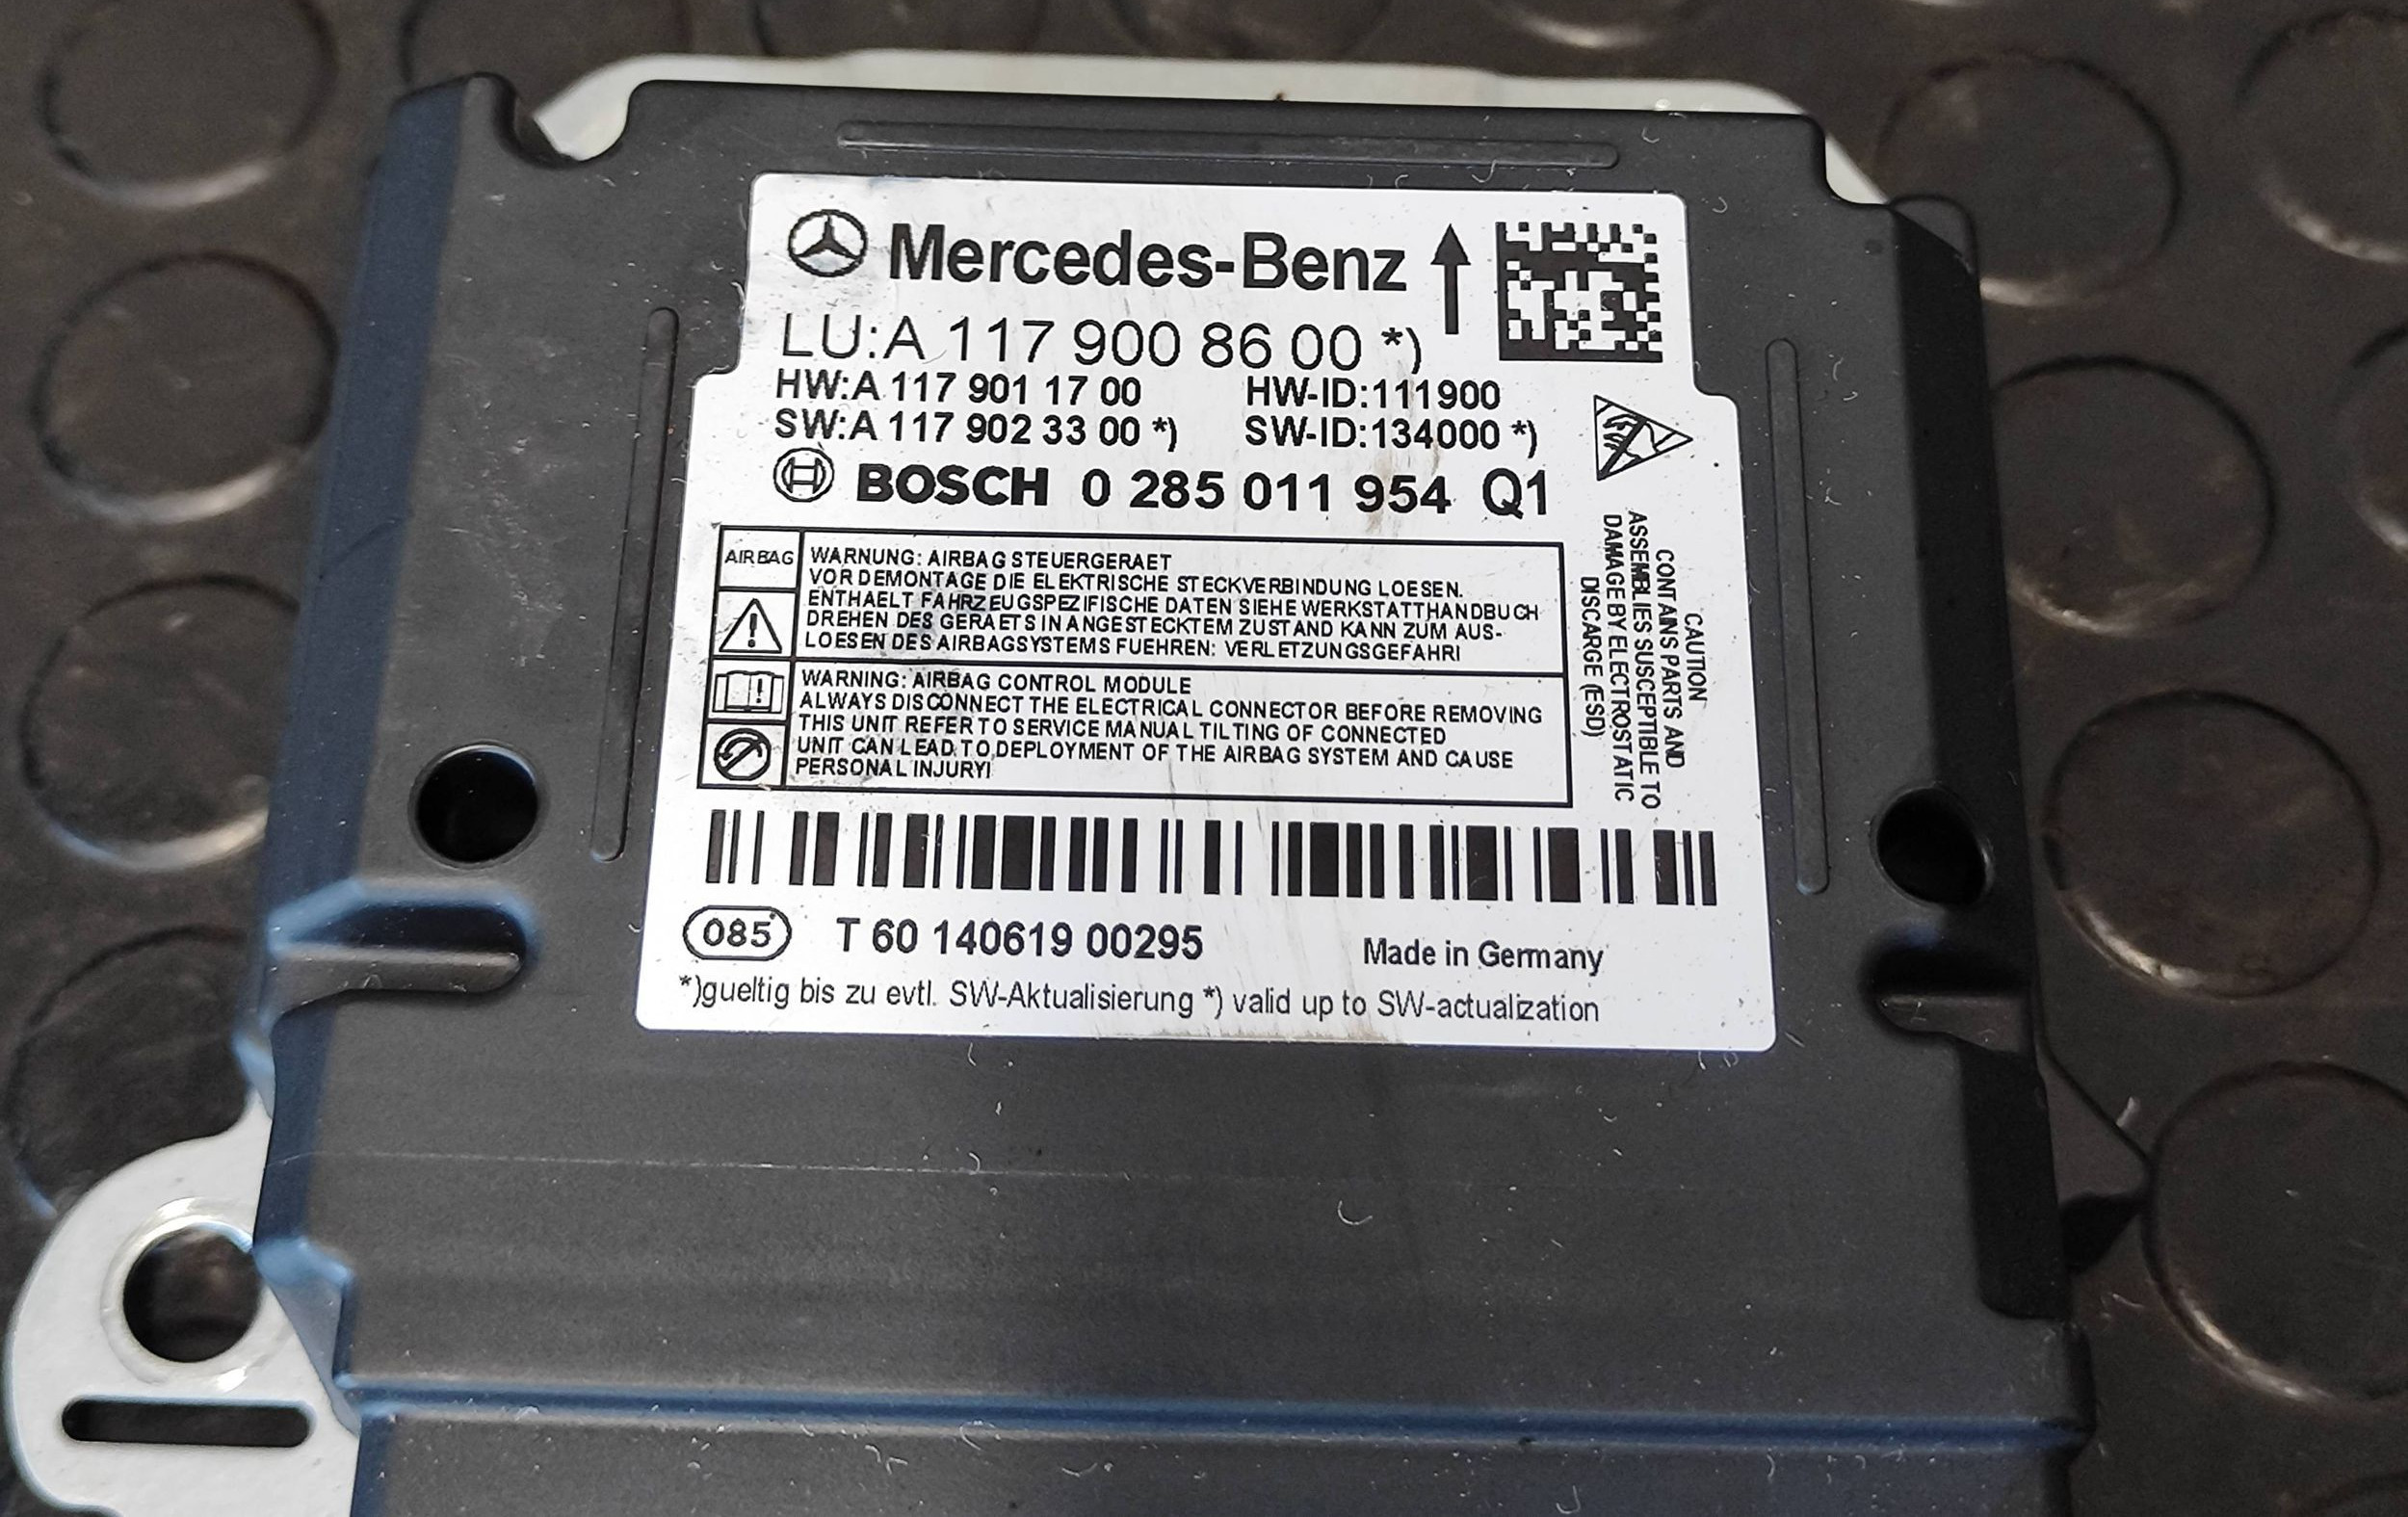 Mercedes-Benz
LU:A 117 900 86 00 *)
HW:A 117 901 17 00 HW-ID:111900
SW:A 117 902 33 00 *) SW-ID:134000 *)
BOSCH 0 285 011 954 Q1
AIRBAG
WARNUNG: AIRBAG STEUERGERAET
VOR DEMONTAGE DIE ELEKTRISCHE STECKVERBINDUNG LOESEN.
ENTHAELT FAHRZEUGSPEZIFISCHE DATEN SIEHE WERKSTATTHANDBUCH
DREHEN DES GERAETS IN ANGESTECKTEM ZUSTAND KANN ZUM AUS-
LOESEN DES AIRBAGSYSTEMS FUEHREN: VERLETZUNGSGEFAHR!
WARNING: AIRBAG CONTROL MODULE
ALWAYS DISCONNECT THE ELECTRICAL CONNECTOR BEFORE REMOVING
THIS UNIT REFER TO SERVICE MANUAL TILTING OF CONNECTED
UNIT CAN LEAD TO DEPLOYMENT OF THE AIRBAG SYSTEM AND CAUSE
PERSONAL INJURY!
CAUTION
CONTAINS PARTS AND
ASSEMBLIES SUSCEPTIBLE TO
DAMAGE BY ELECTROSTATIC
DISCARGE (ESD)
085 T 60 140619 00295 Made in Germany
*)gueltig bis zu evtl. SW-Aktualisierung *) valid up to SW-actualization